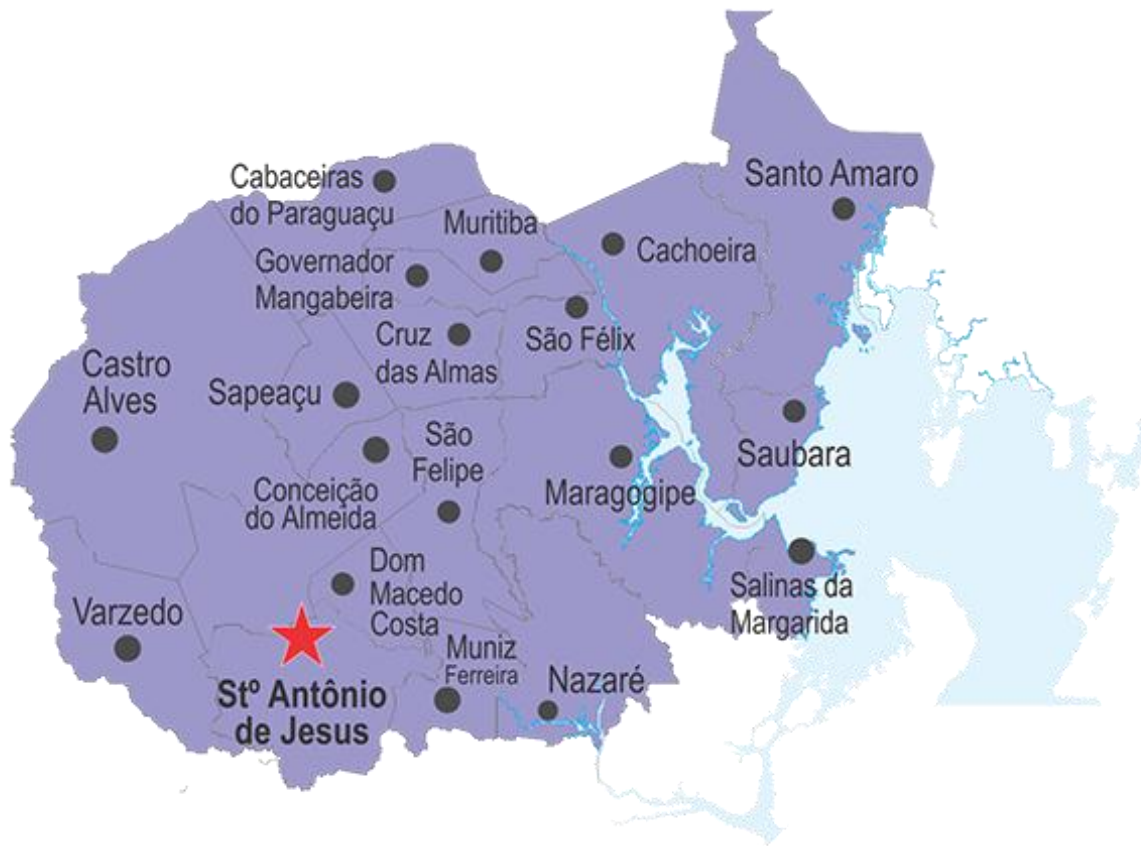 Santo Amaro
Cabaceiras
do Paraguaçu
Muritiba
Cachoeira
Governador
Mangabeira
São Félix
Cruz
das Almas
Castro
Alves
Sapeaçu
São
Felipe
Saubara
Maragogipe
Conceição
do Almeida
Dom
Macedo
Costa
Salinas da
Margarida
Varzedo
Muniz
Ferreira
Nazaré
Stº Antônio
de Jesus